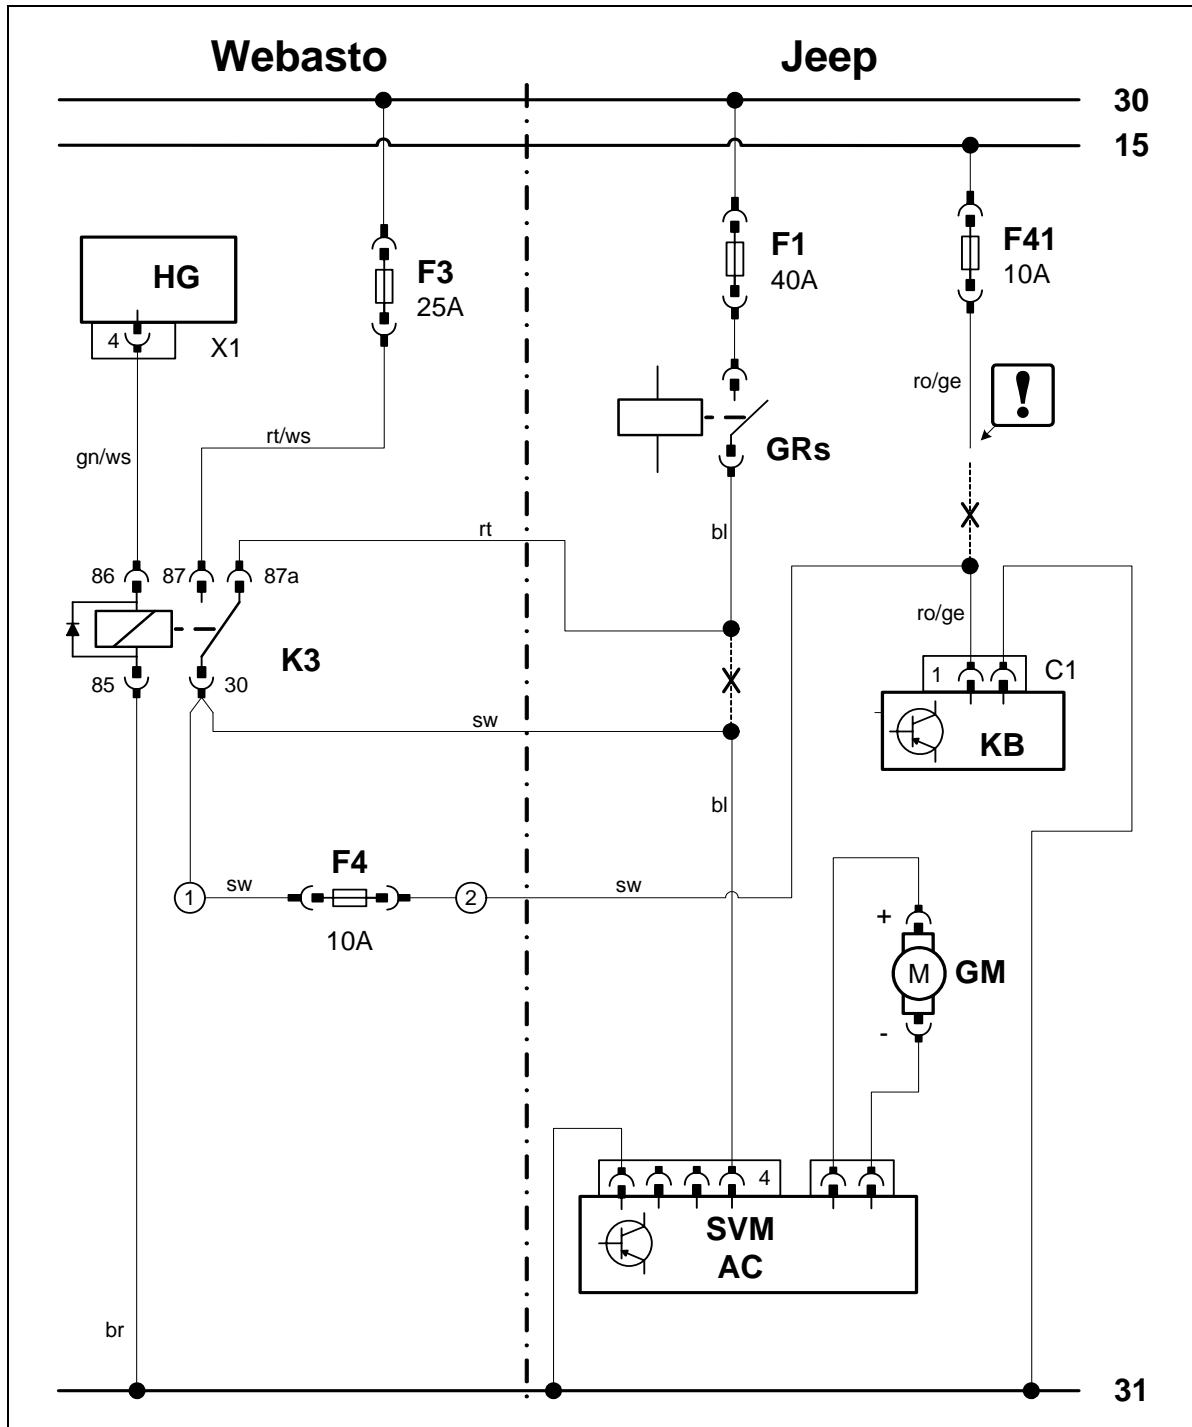 Webasto
Jeep
30
15
HG
4
X1
F3
25A
F1
40A
F41
10A
ro/ge
!
gn/ws
rt/ws
GRs
rt
bl
86
87
87a
ro/ge
K3
85
30
1
C1
KB
sw
bl
F4
1
sw
2
sw
10A
+
M
GM
-
4
SVM
AC
br
31